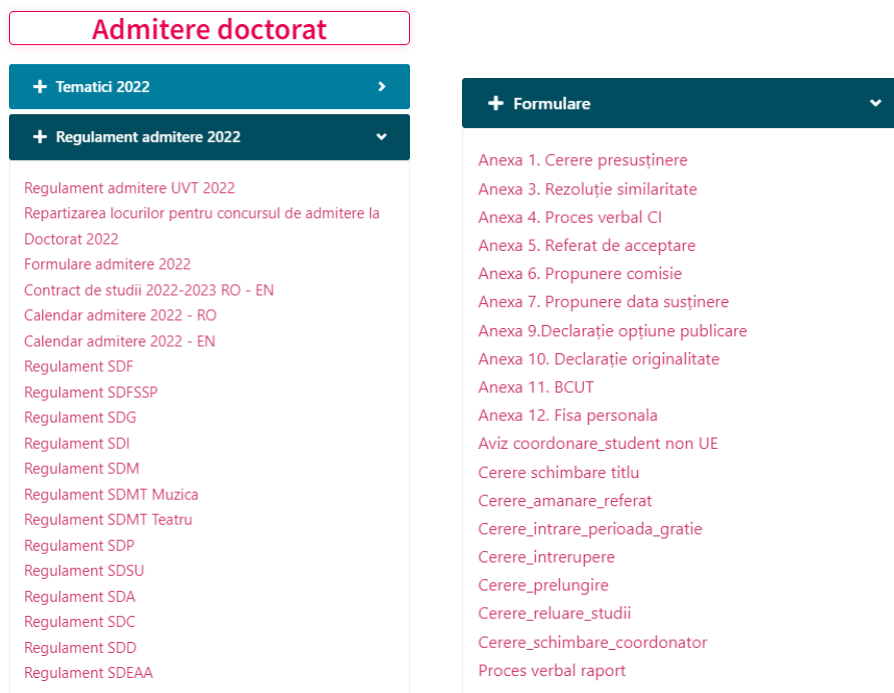 Admitere doctorat
Tematici 2022
Regulament admitere 2022
Regulament admitere UVT 2022
Repartizarea locurilor pentru concursul de admitere la
Doctorat 2022
Formulare admitere 2022
Contract de studii 2022-2023 RO - EN
Calendar admitere 2022 - RO
Calendar admitere 2022 - EN
Regulament SDF
Regulament SDFSSP
Regulament SDG
Regulament SDI
Regulament SDM
Regulament SDMT Muzica
Regulament SDMT Teatru
Regulament SDP
Regulament SDSU
Regulament SDA
Regulament SDC
Regulament SDD
Regulament SDEAA
Formulare
Anexa 1. Cerere presusținere
Anexa 3. Rezoluție similaritate
Anexa 4. Proces verbal CI
Anexa 5. Referat de acceptare
Anexa 6. Propunere comisie
Anexa 7. Propunere data susținere
Anexa 9.Declarație opțiune publicare
Anexa 10. Declarație originalitate
Anexa 11. BCUT
Anexa 12. Fisa personala
Aviz coordonare_student non UE
Cerere schimbare titlu
Cerere_amanare_referat
Cerere_intrare_perioada_gratie
Cerere_intrerupere
Cerere_prelungire
Cerere_reluare_studii
Cerere_schimbare_coordonator
Proces verbal raport